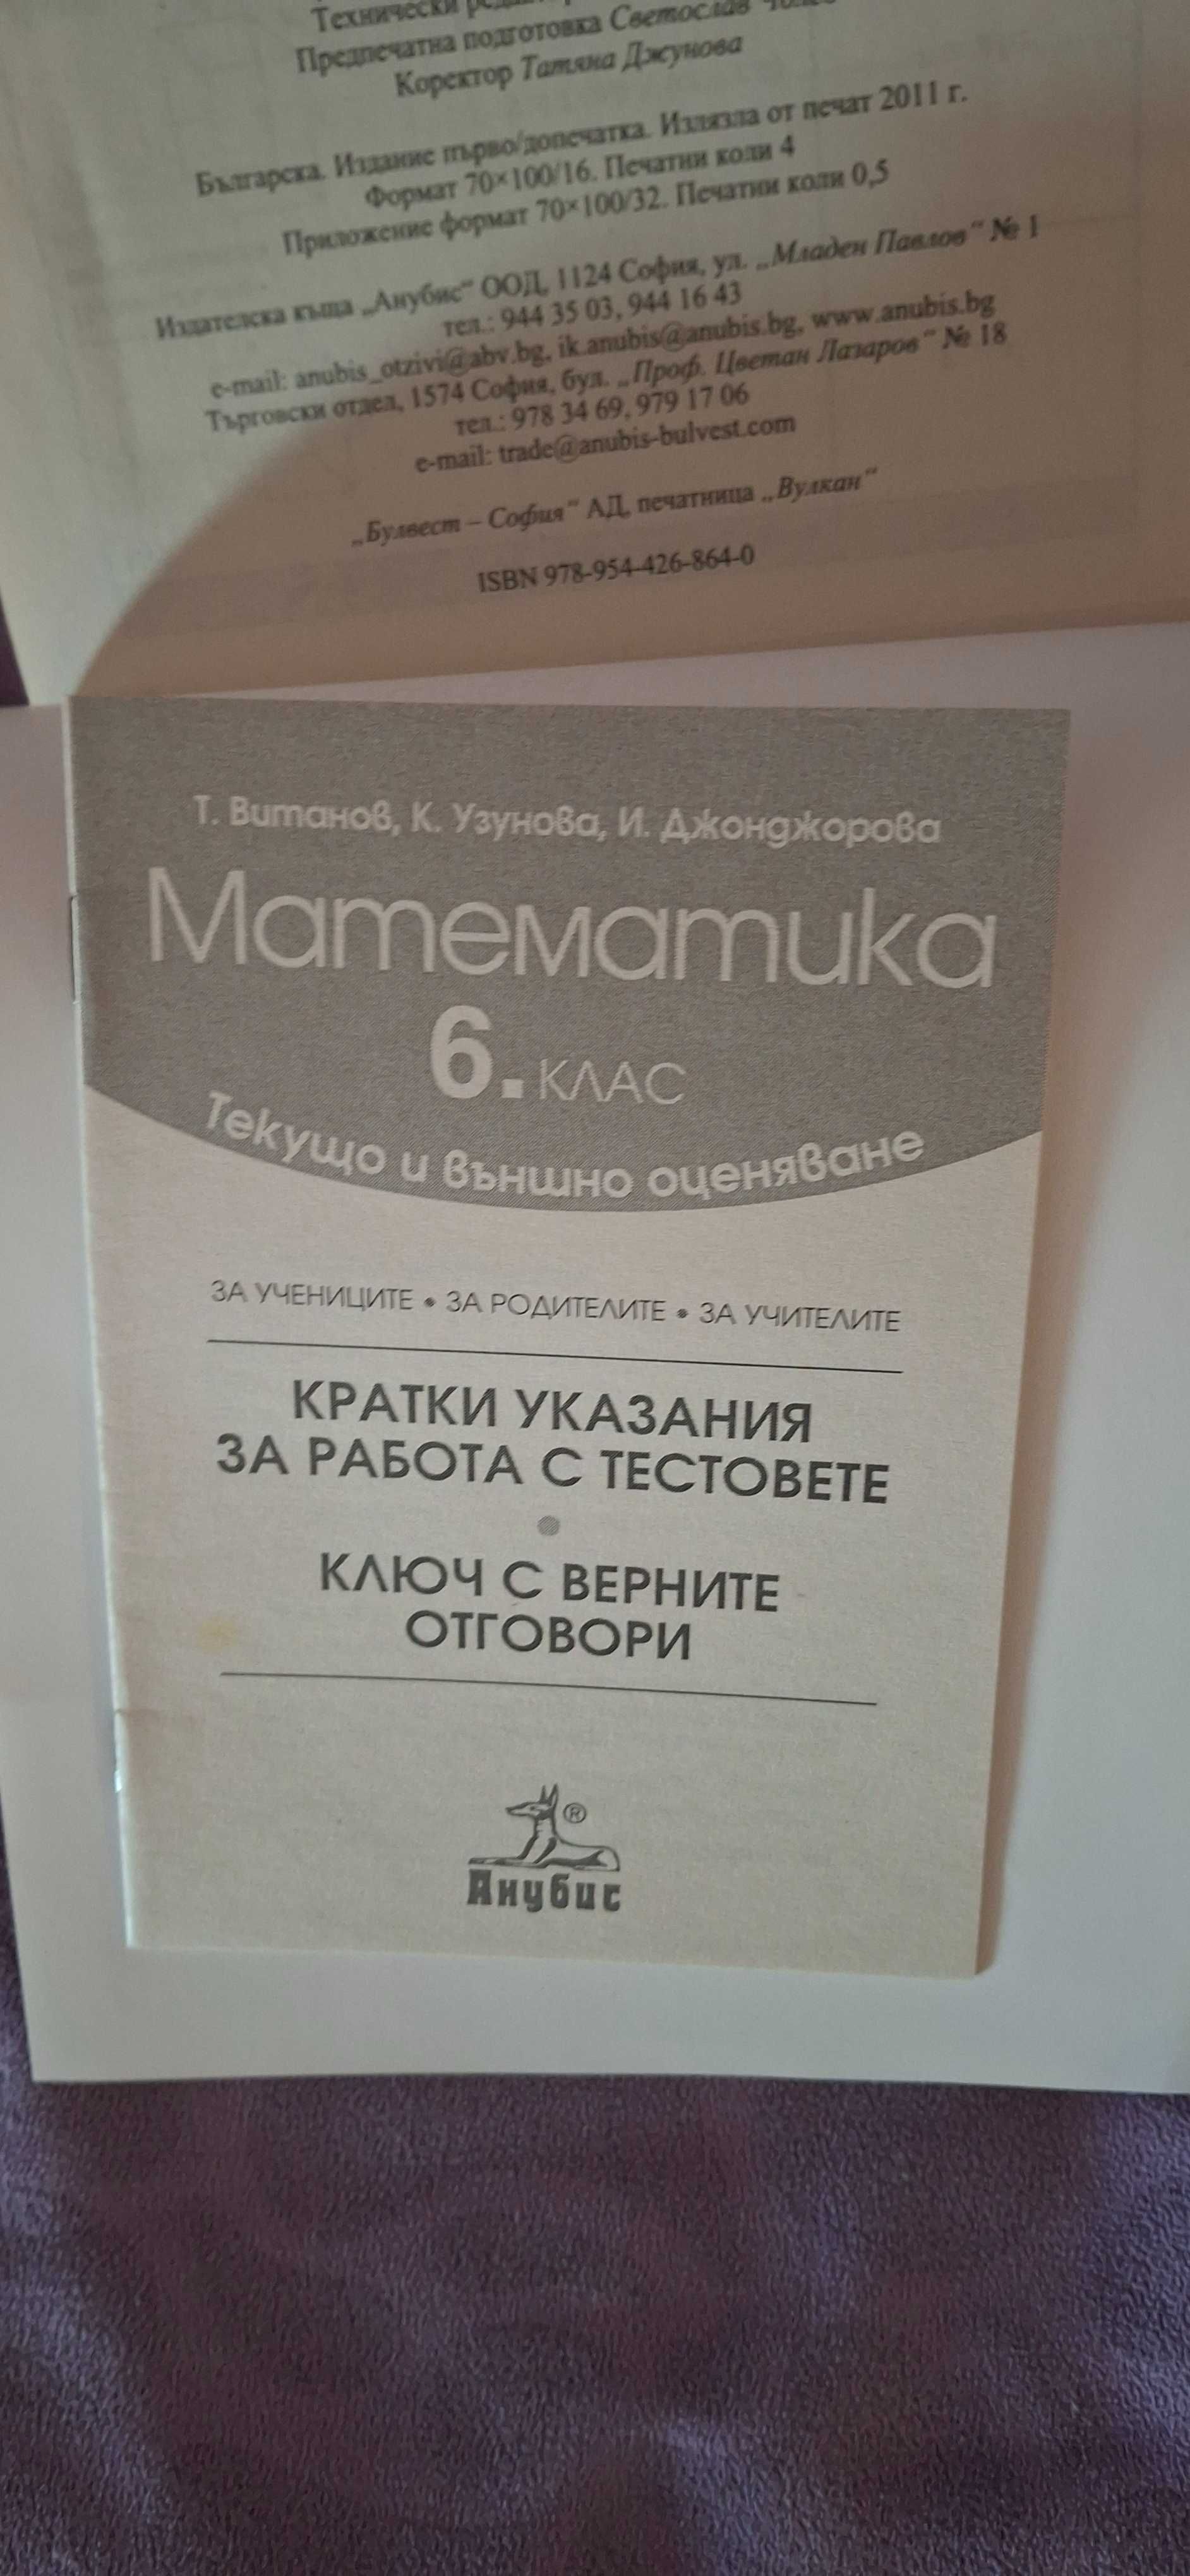 Технически
Предпечатна подготовка Светослав
Коректор Татяна Джунова
Българска. Издание първо/допечатка. Излязла от печат 2011 г.
Формат 70×100/16. Печатни коли 4
Приложение формат 70×100/32. Печатни коли 0,5
Издателска къща „Анубис“ ООД, 1124 София, ул. „Младен Павлов“ № 1
тел.: 944 35 03, 944 16 43
e-mail: anubis_otzivi@abv.bg, ik.anubis@anubis.bg, www.anubis.bg
Търговски отдел, 1574 София, бул. „Проф. Цветан Лазаров“ № 18
тел.: 978 34 69, 979 17 06
e-mail: trade@anubis-bulvest.com
„Булвест – София“ АД, печатница „Вулкан“
ISBN 978-954-426-864-0
Т. Витанов, К. Узунова, И. Джонджорова
Математика
6. КЛАС
Текущо и външно оценяване
ЗА УЧЕНИЦИТЕ • ЗА РОДИТЕЛИТЕ • ЗА УЧИТЕЛИТЕ
КРАТКИ УКАЗАНИЯ
ЗА РАБОТА С ТЕСТОВЕТЕ
•
КЛЮЧ С ВЕРНИТЕ
ОТГОВОРИ
®
Анубис